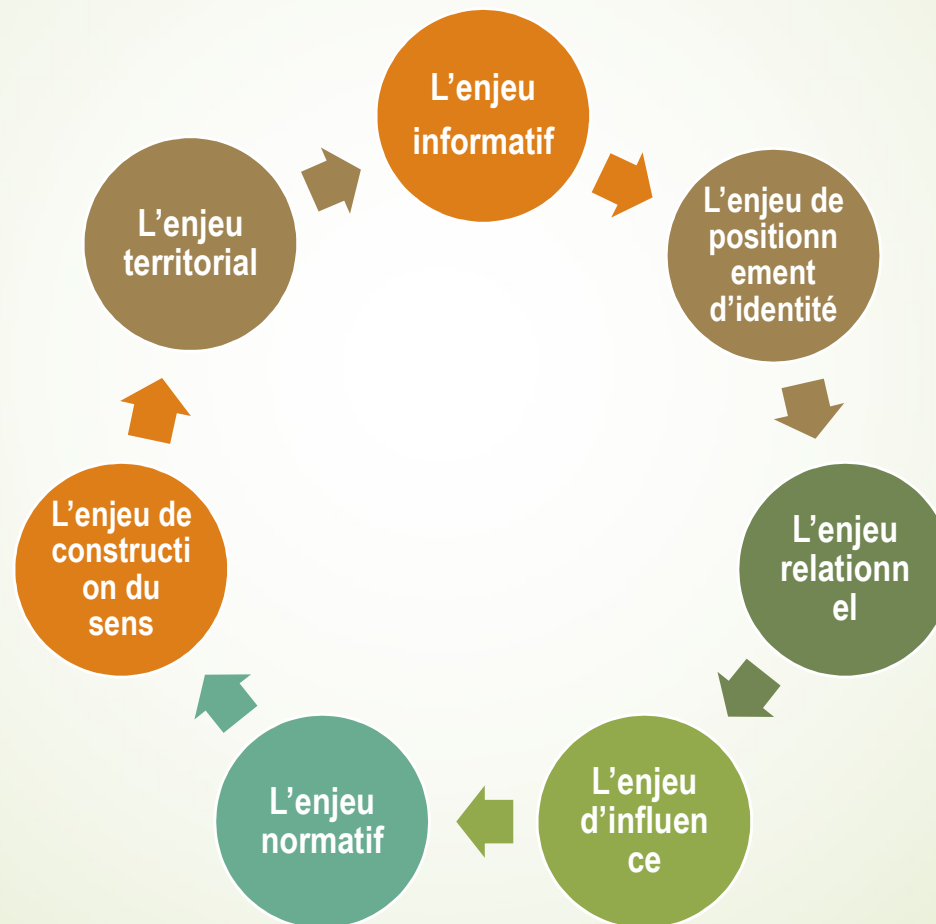 L’enjeu
informatif
L’enjeu de
positionn
ement
d’identité
L’enjeu
relationn
el
L’enjeu
d’influen
ce
L’enjeu
normatif
L’enjeu de
constructi
on du
sens
L’enjeu
territorial